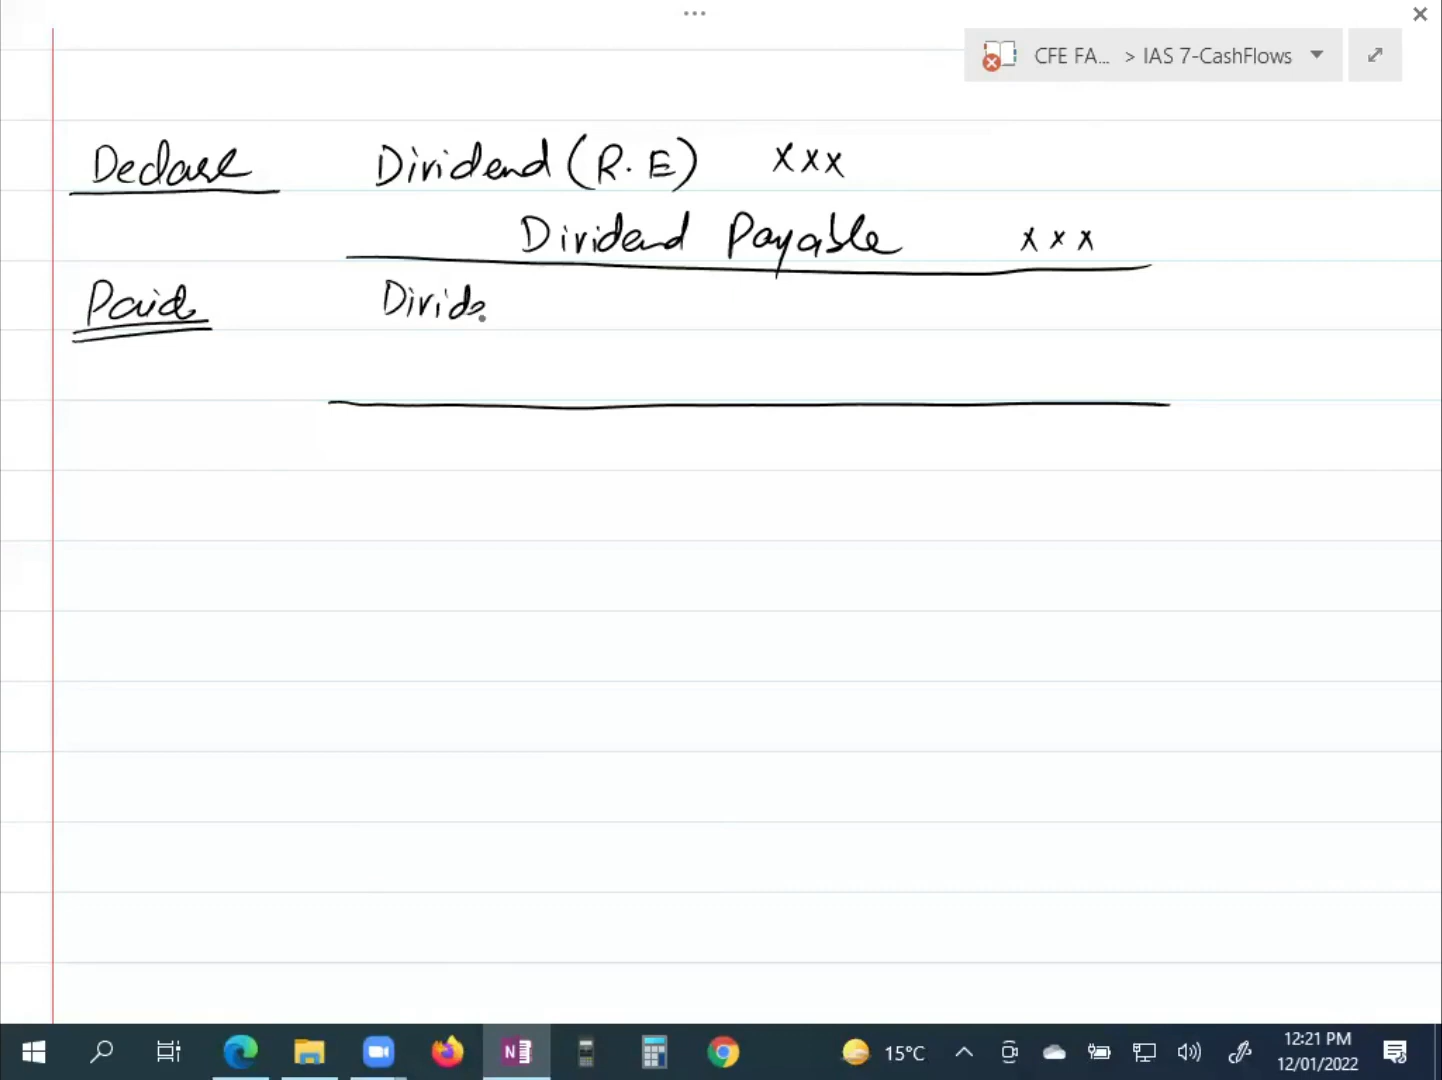 CFE FA... > IAS 7-CashFlows
Declare Dividend (R.E) xxx
Dividend Payable xxx
Paid Divide
15°C
12:21 PM
12/01/2022